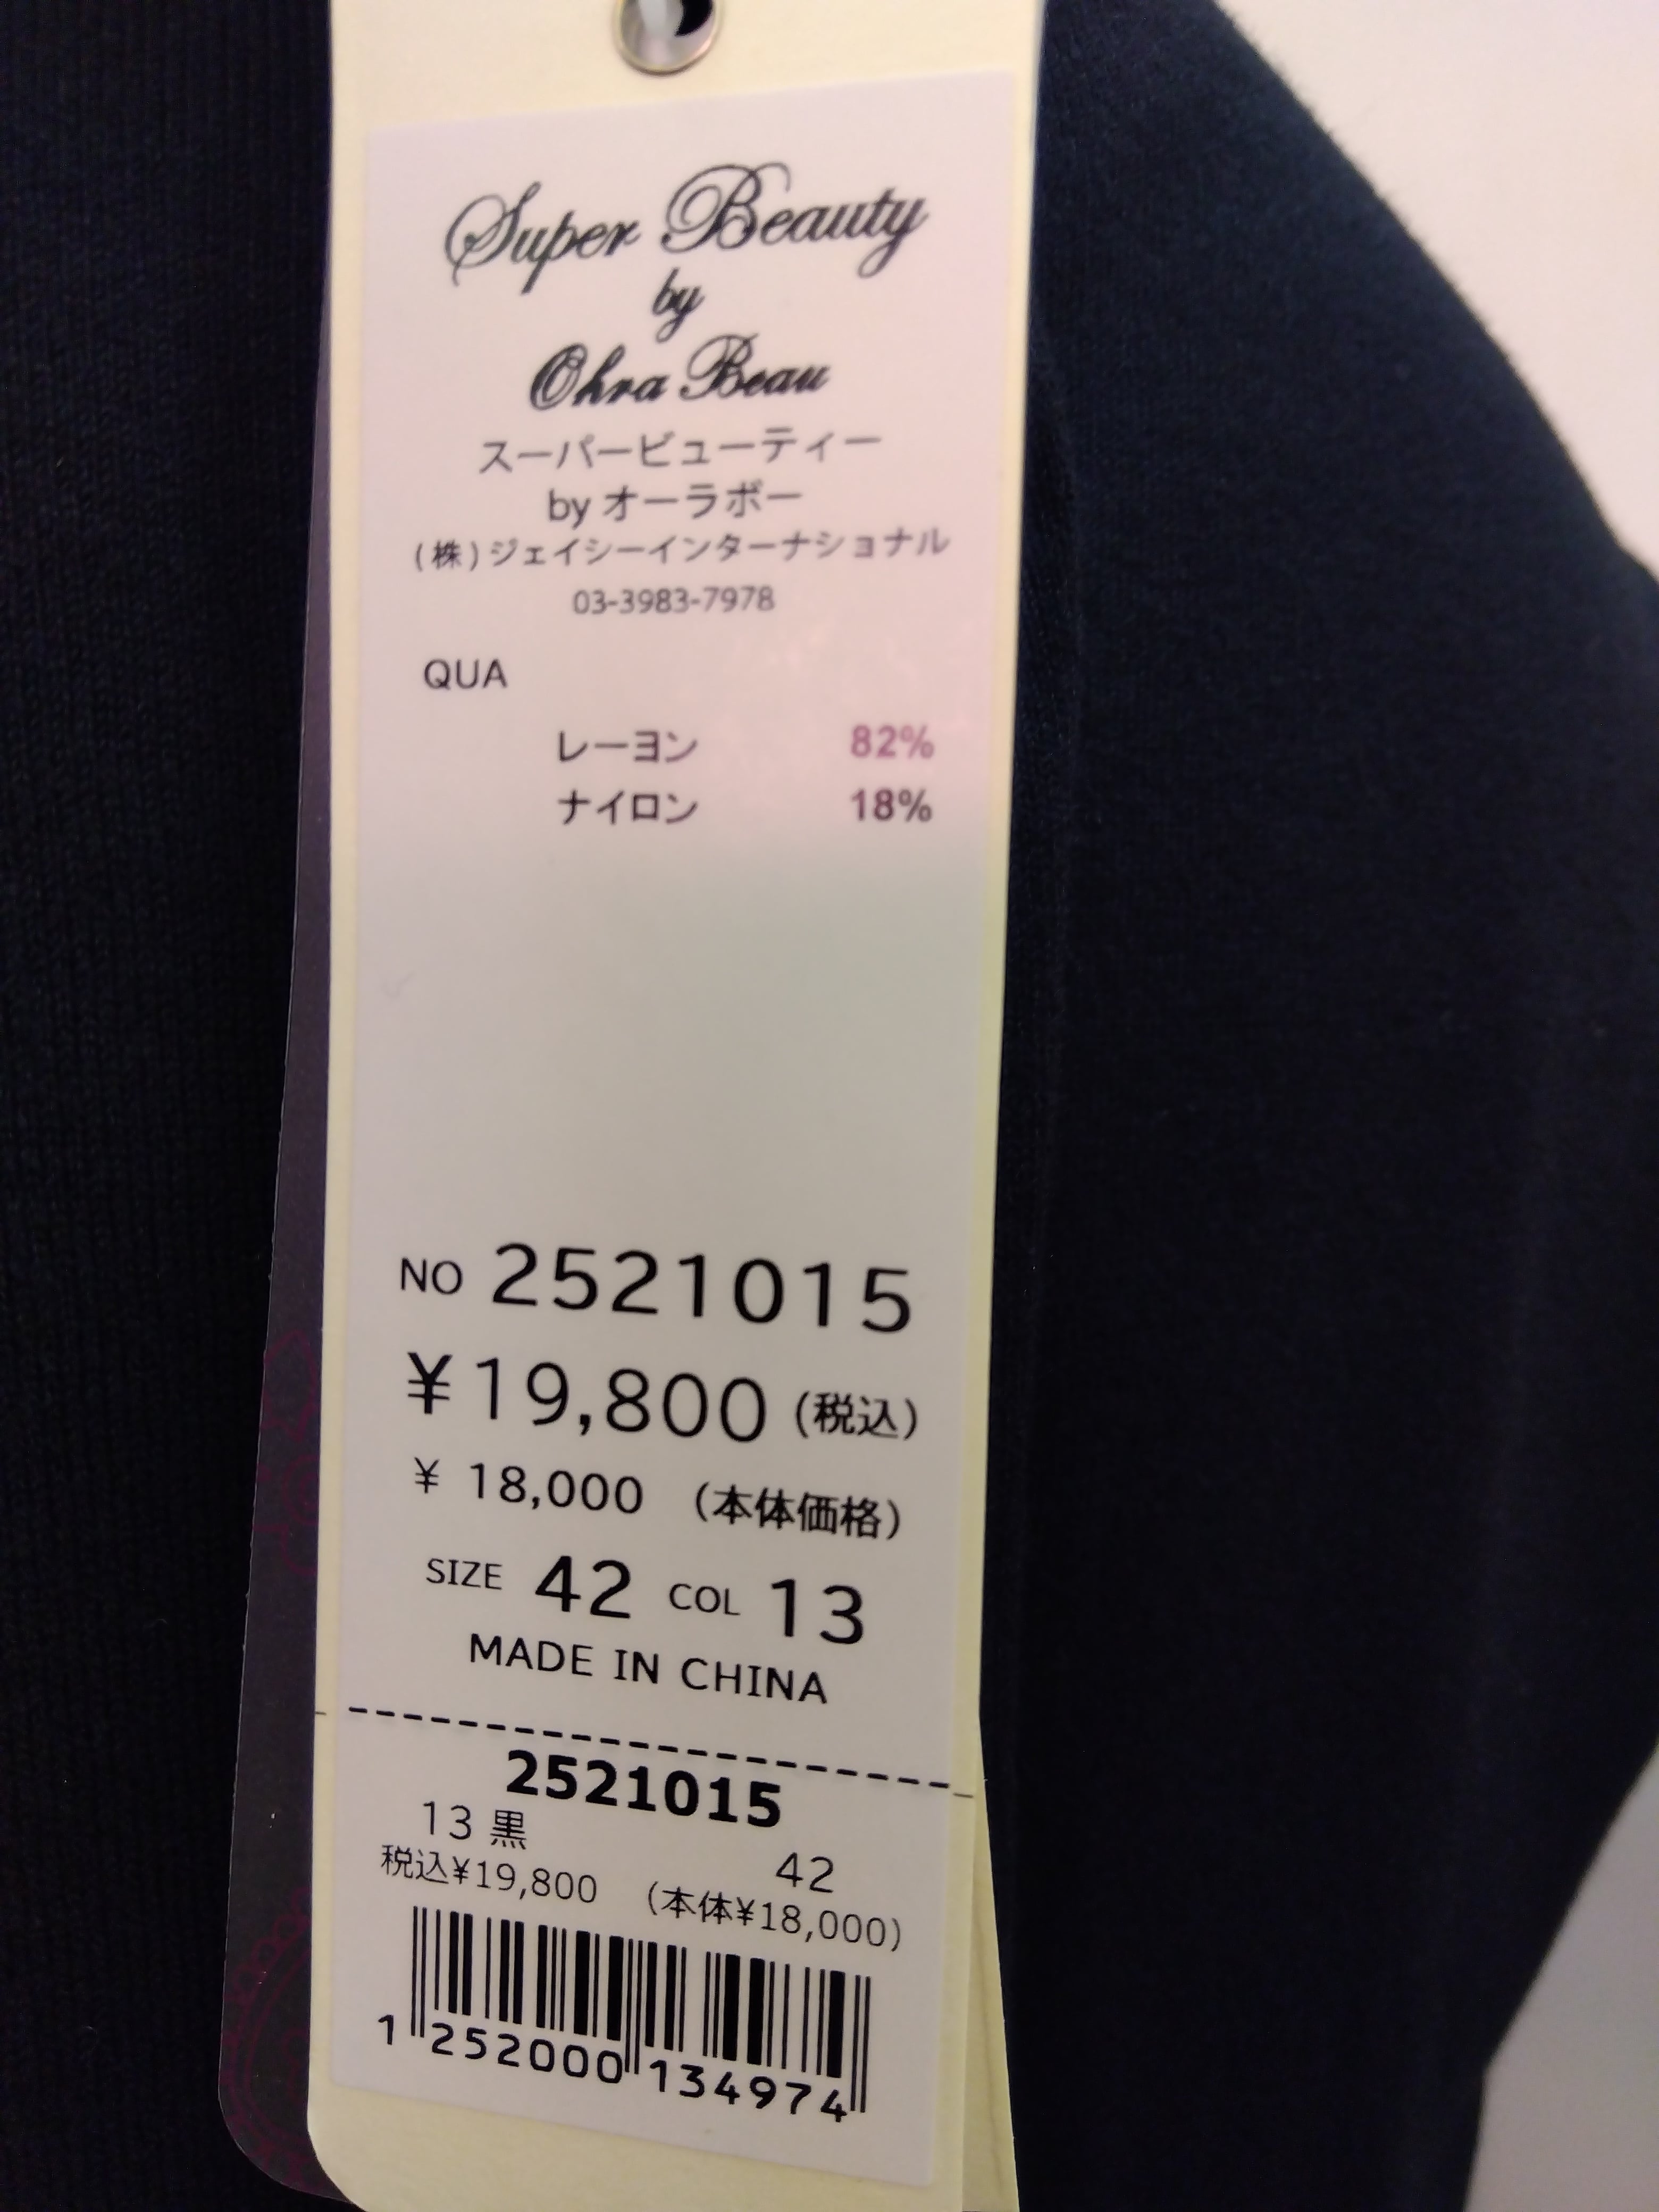 Super Beauty
by
Ohra Beau
スーパービューティー
by オーラボー
(株)ジェイシーインターナショナル
03-3983-7978
QUA
レーヨン 82%
ナイロン 18%
NO 2521015
¥19,800 (税込)
¥ 18,000 (本体価格)
SIZE 42 COL 13
MADE IN CHINA
2521015
13 黒 42
税込¥19,800 (本体¥18,000)
1 252000 134974